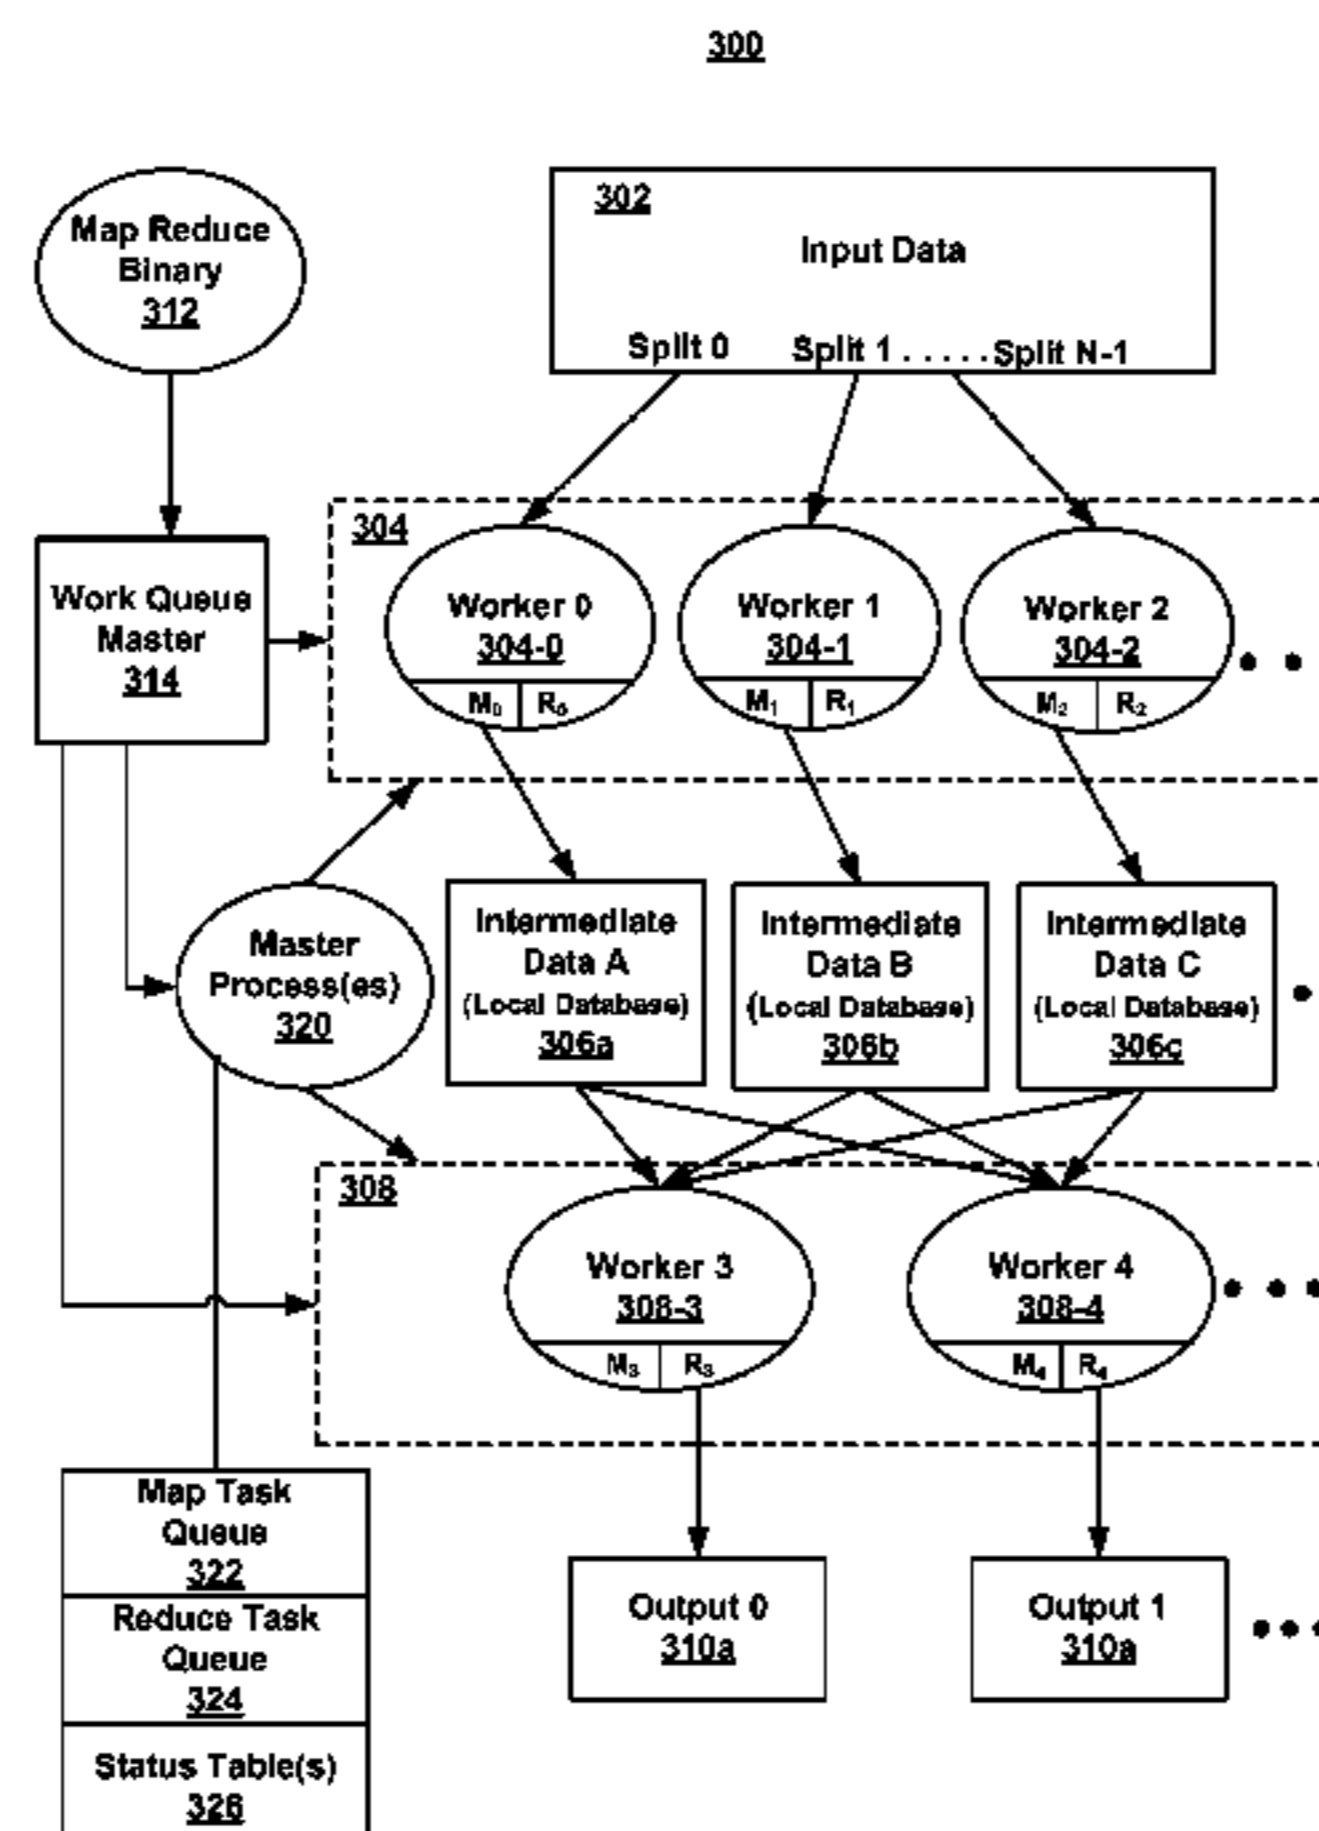 300
Map Reduce
Binary
312
302
Input Data
Split 0 Split 1 . . . . . Split N-1
304
Work Queue
Master
314
Worker 0
304-0
M₀ R₀
Worker 1
304-1
M₁ R₁
Worker 2
304-2
M₂ R₂
Master
Process(es)
320
Intermediate
Data A
(Local Database)
306a
Intermediate
Data B
(Local Database)
306b
Intermediate
Data C
(Local Database)
306c
308
Worker 3
308-3
M₃ R₃
Worker 4
308-4
M₄ R₄
Map Task
Queue
322
Reduce Task
Queue
324
Status Table(s)
326
Output 0
310a
Output 1
310a